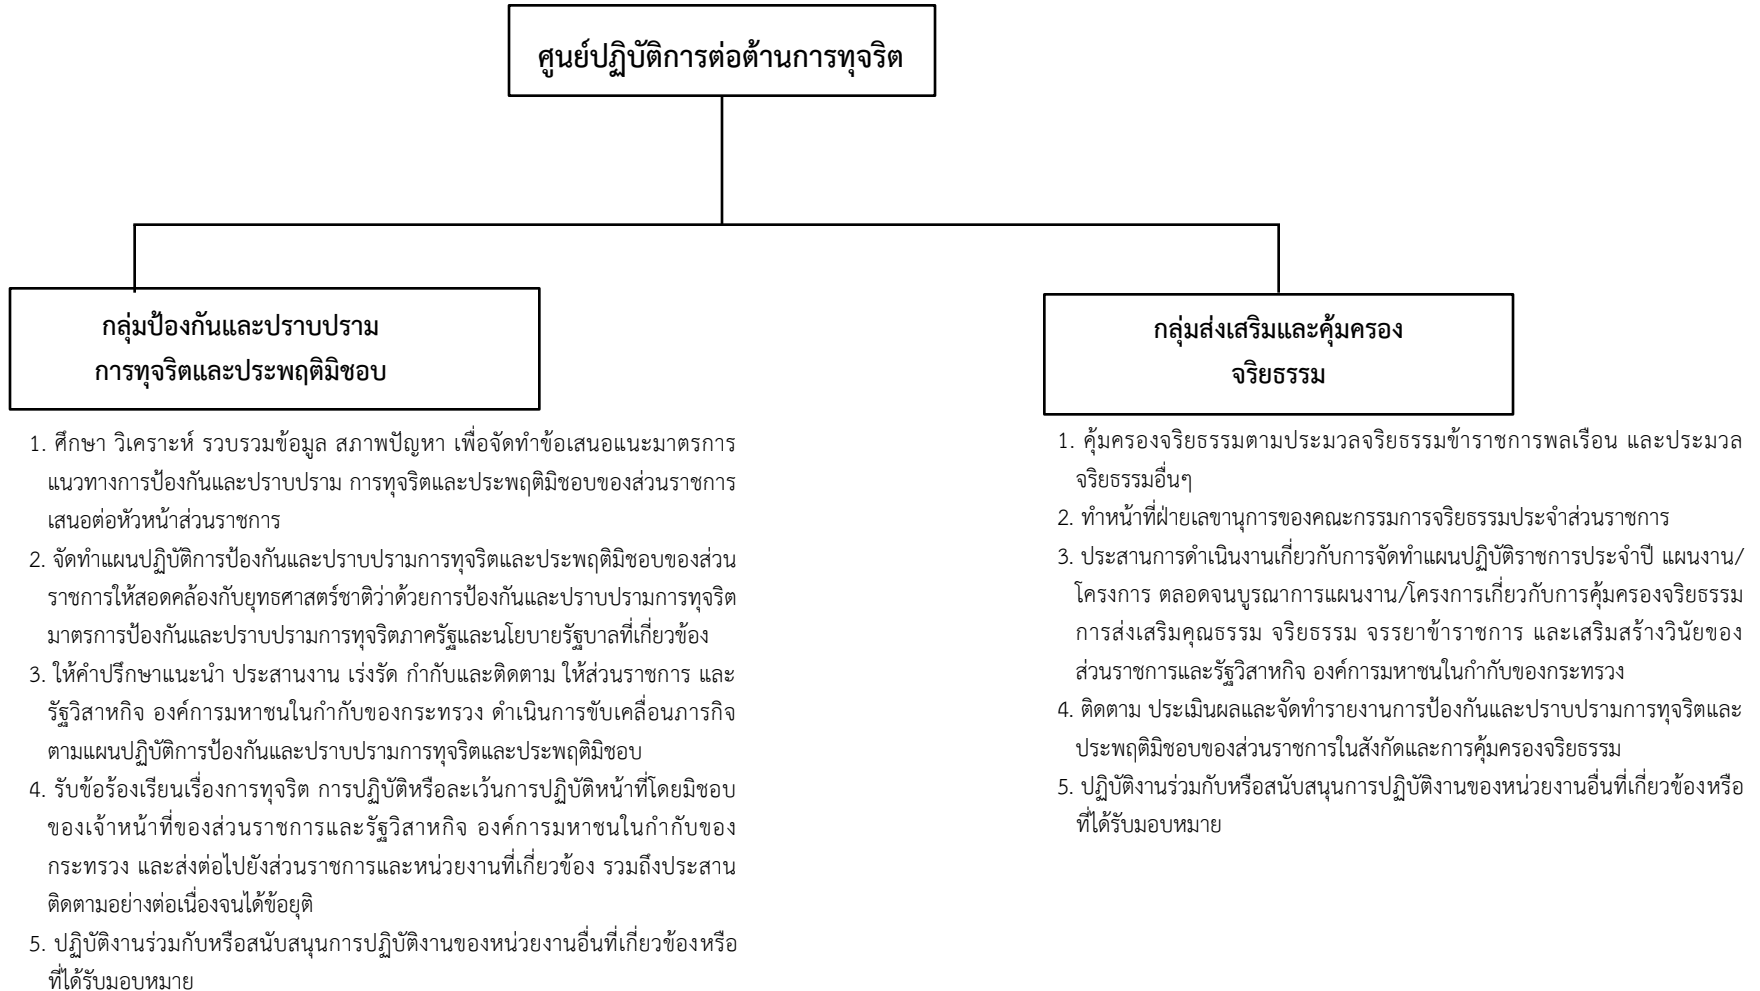 ศูนย์ปฏิบัติการต่อต้านการทุจริต
กลุ่มป้องกันและปราบปราม
การทุจริตและประพฤติมิชอบ
1. ศึกษา วิเคราะห์ รวบรวมข้อมูล สภาพปัญหา เพื่อจัดทำข้อเสนอแนะมาตรการ
แนวทางการป้องกันและปราบปราม การทุจริตและประพฤติมิชอบของส่วนราชการ
เสนอต่อหัวหน้าส่วนราชการ
2. จัดทำแผนปฏิบัติการป้องกันและปราบปรามการทุจริตและประพฤติมิชอบของส่วน
ราชการให้สอดคล้องกับยุทธศาสตร์ชาติว่าด้วยการป้องกันและปราบปรามการทุจริต
มาตรการป้องกันและปราบปรามการทุจริตภาครัฐและนโยบายรัฐบาลที่เกี่ยวข้อง
3. ให้คำปรึกษาแนะนำ ประสานงาน เร่งรัด กำกับและติดตาม ให้ส่วนราชการ และ
รัฐวิสาหกิจ องค์การมหาชนในกำกับของกระทรวง ดำเนินการขับเคลื่อนภารกิจ
ตามแผนปฏิบัติการป้องกันและปราบปรามการทุจริตและประพฤติมิชอบ
4. รับข้อร้องเรียนเรื่องการทุจริต การปฏิบัติหรือละเว้นการปฏิบัติหน้าที่โดยมิชอบ
ของเจ้าหน้าที่ของส่วนราชการและรัฐวิสาหกิจ องค์การมหาชนในกำกับของ
กระทรวง และส่งต่อไปยังส่วนราชการและหน่วยงานที่เกี่ยวข้อง รวมถึงประสาน
ติดตามอย่างต่อเนื่องจนได้ข้อยุติ
5. ปฏิบัติงานร่วมกับหรือสนับสนุนการปฏิบัติงานของหน่วยงานอื่นที่เกี่ยวข้องหรือ
ที่ได้รับมอบหมาย
กลุ่มส่งเสริมและคุ้มครอง
จริยธรรม
1. คุ้มครองจริยธรรมตามประมวลจริยธรรมข้าราชการพลเรือน และประมวล
จริยธรรมอื่นๆ
2. ทำหน้าที่ฝ่ายเลขานุการของคณะกรรมการจริยธรรมประจำส่วนราชการ
3. ประสานการดำเนินงานเกี่ยวกับการจัดทำแผนปฏิบัติราชการประจำปี แผนงาน/
โครงการ ตลอดจนบูรณาการแผนงาน/โครงการเกี่ยวกับการคุ้มครองจริยธรรม
การส่งเสริมคุณธรรม จริยธรรม จรรยาข้าราชการ และเสริมสร้างวินัยของ
ส่วนราชการและรัฐวิสาหกิจ องค์การมหาชนในกำกับของกระทรวง
4. ติดตาม ประเมินผลและจัดทำรายงานการป้องกันและปราบปรามการทุจริตและ
ประพฤติมิชอบของส่วนราชการในสังกัดและการคุ้มครองจริยธรรม
5. ปฏิบัติงานร่วมกับหรือสนับสนุนการปฏิบัติงานของหน่วยงานอื่นที่เกี่ยวข้องหรือ
ที่ได้รับมอบหมาย